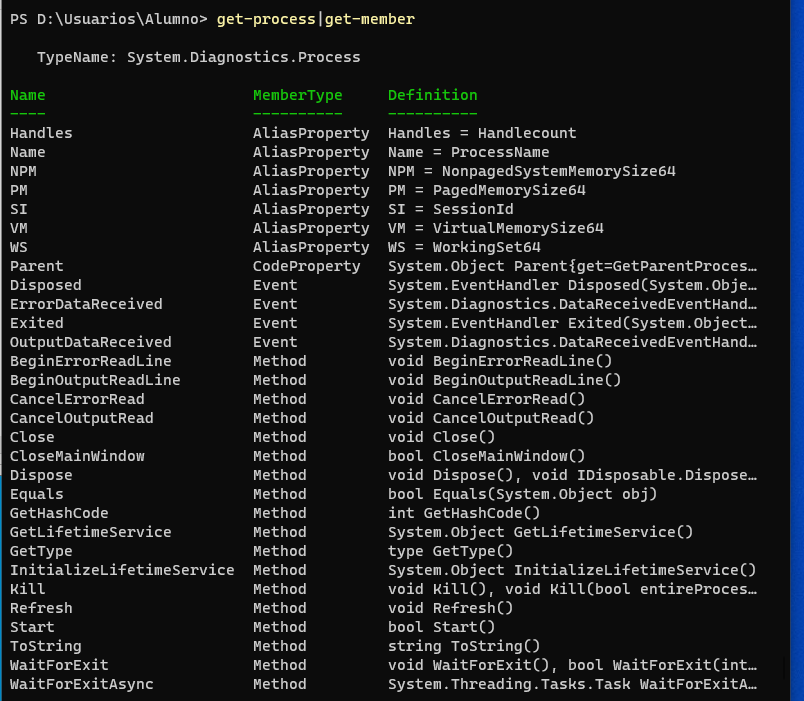 PS D:\Usuarios\Alumno> get-process|get-member
TypeName: System.Diagnostics.Process
Name MemberType Definition
---- ---------- ----------
Handles AliasProperty Handles = Handlecount
Name AliasProperty Name = ProcessName
NPM AliasProperty NPM = NonpagedSystemMemorySize64
PM AliasProperty PM = PagedMemorySize64
SI AliasProperty SI = SessionId
VM AliasProperty VM = VirtualMemorySize64
WS AliasProperty WS = WorkingSet64
Parent CodeProperty System.Object Parent{get=GetParentProces…
Disposed Event System.EventHandler Disposed(System.Obje…
ErrorDataReceived Event System.Diagnostics.DataReceivedEventHand…
Exited Event System.EventHandler Exited(System.Object…
OutputDataReceived Event System.Diagnostics.DataReceivedEventHand…
BeginErrorReadLine Method void BeginErrorReadLine()
BeginOutputReadLine Method void BeginOutputReadLine()
CancelErrorRead Method void CancelErrorRead()
CancelOutputRead Method void CancelOutputRead()
Close Method void Close()
CloseMainWindow Method bool CloseMainWindow()
Dispose Method void Dispose(), void IDisposable.Dispose…
Equals Method bool Equals(System.Object obj)
GetHashCode Method int GetHashCode()
GetLifetimeService Method System.Object GetLifetimeService()
GetType Method type GetType()
InitializeLifetimeService Method System.Object InitializeLifetimeService()
Kill Method void Kill(), void Kill(bool entireProces…
Refresh Method void Refresh()
Start Method bool Start()
ToString Method string ToString()
WaitForExit Method void WaitForExit(), bool WaitForExit(int…
WaitForExitAsync Method System.Threading.Tasks.Task WaitForExitA…